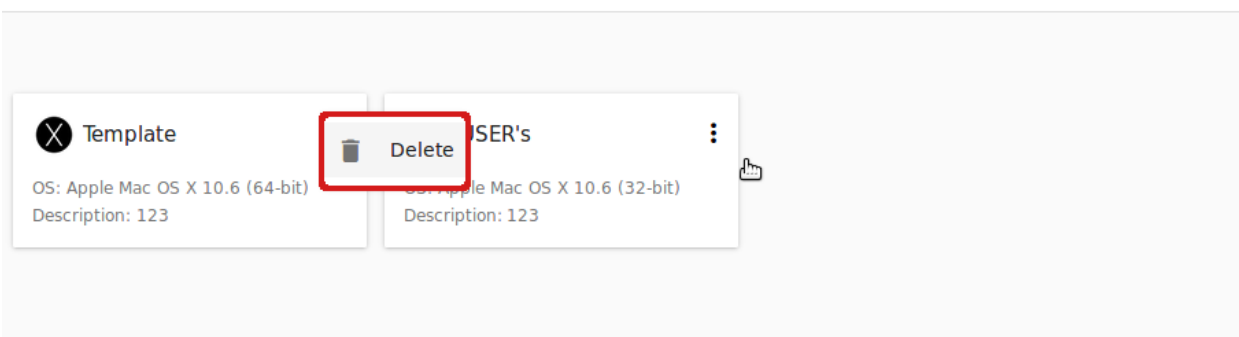 Template
OS: Apple Mac OS X 10.6 (64-bit)
Description: 123
Delete
SER's
Apple Mac OS X 10.6 (32-bit)
Description: 123